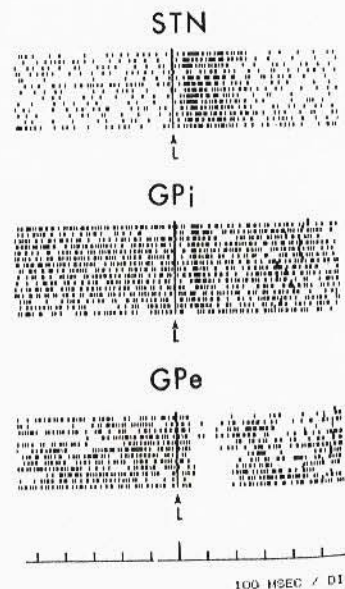 STN
L
GPi
L
GPe
L
100 MSEC / DI